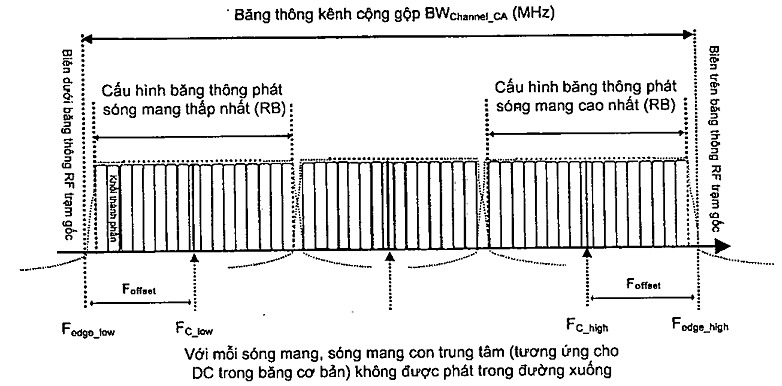 Băng thông kênh cộng gộp BWChannel_CA (MHz)
Biên dưới băng thông RF trạm gốc
Cấu hình băng thông phát
sóng mang thấp nhất (RB)
Cấu hình băng thông phát
sóng mang cao nhất (RB)
Biên trên băng thông RF trạm gốc
Khối thành phần
Foffset
Foffset
Fedge_low
FC_low
FC_high
Fedge_high
Với mỗi sóng mang, sóng mang con trung tâm (tương ứng cho
DC trong băng cơ bản) không được phát trong đường xuống